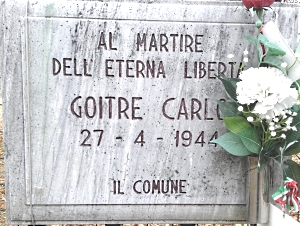 AL MARTIRE
DELL ETERNA LIBERTA
GOITRE CARLO
27-4-1944
IL COMUNE